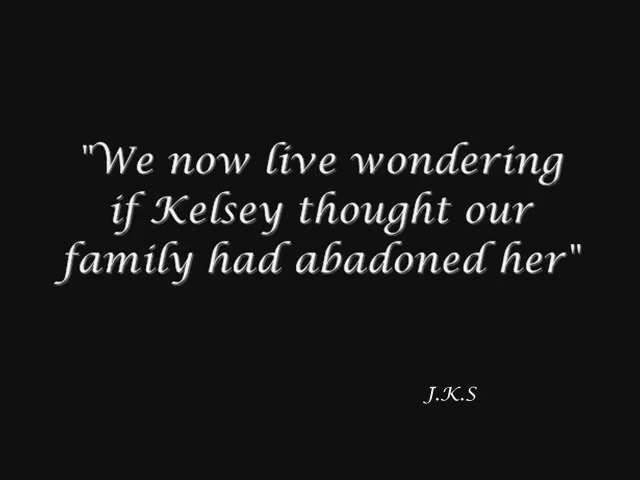 "We now live wondering
if Kelsey thought our
family had abadoned her"
J.K.S